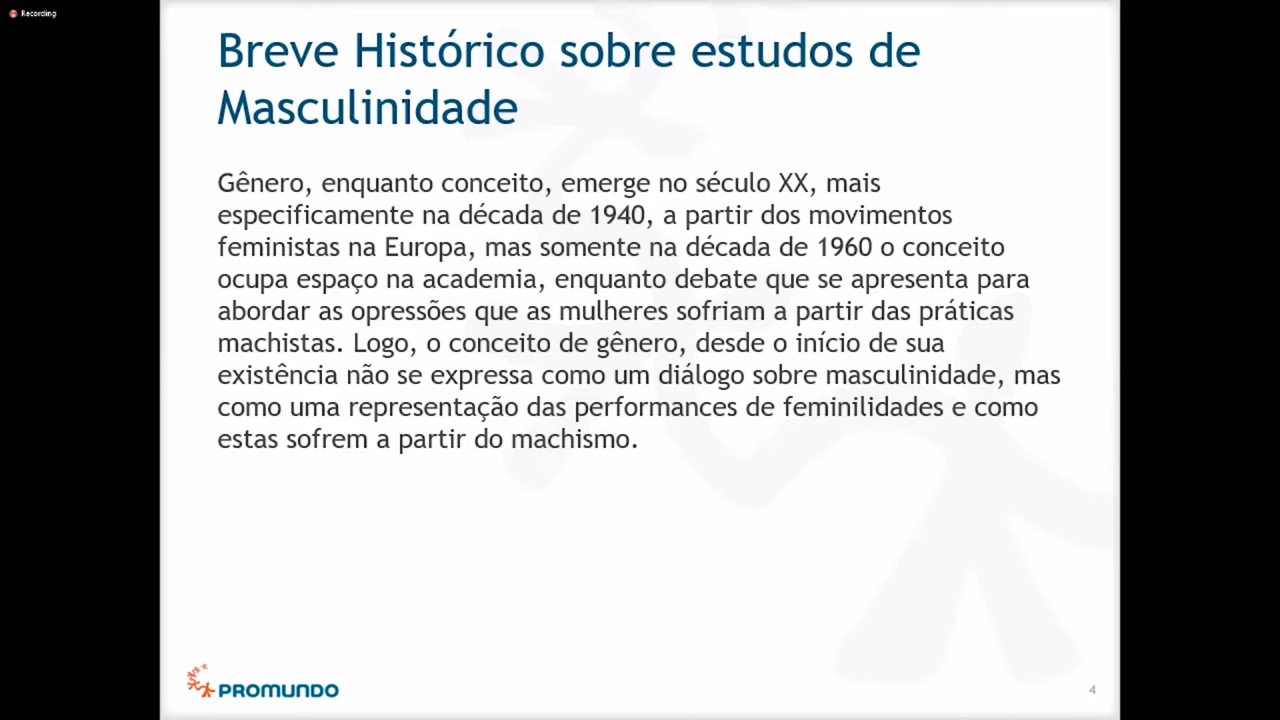 Recording
Breve Histórico sobre estudos de
Masculinidade
Gênero, enquanto conceito, emerge no século XX, mais
especificamente na década de 1940, a partir dos movimentos
feministas na Europa, mas somente na década de 1960 o conceito
ocupa espaço na academia, enquanto debate que se apresenta para
abordar as opressões que as mulheres sofriam a partir das práticas
machistas. Logo, o conceito de gênero, desde o início de sua
existência não se expressa como um diálogo sobre masculinidade, mas
como uma representação das performances de feminilidades e como
estas sofrem a partir do machismo.
PROMUNDO
4